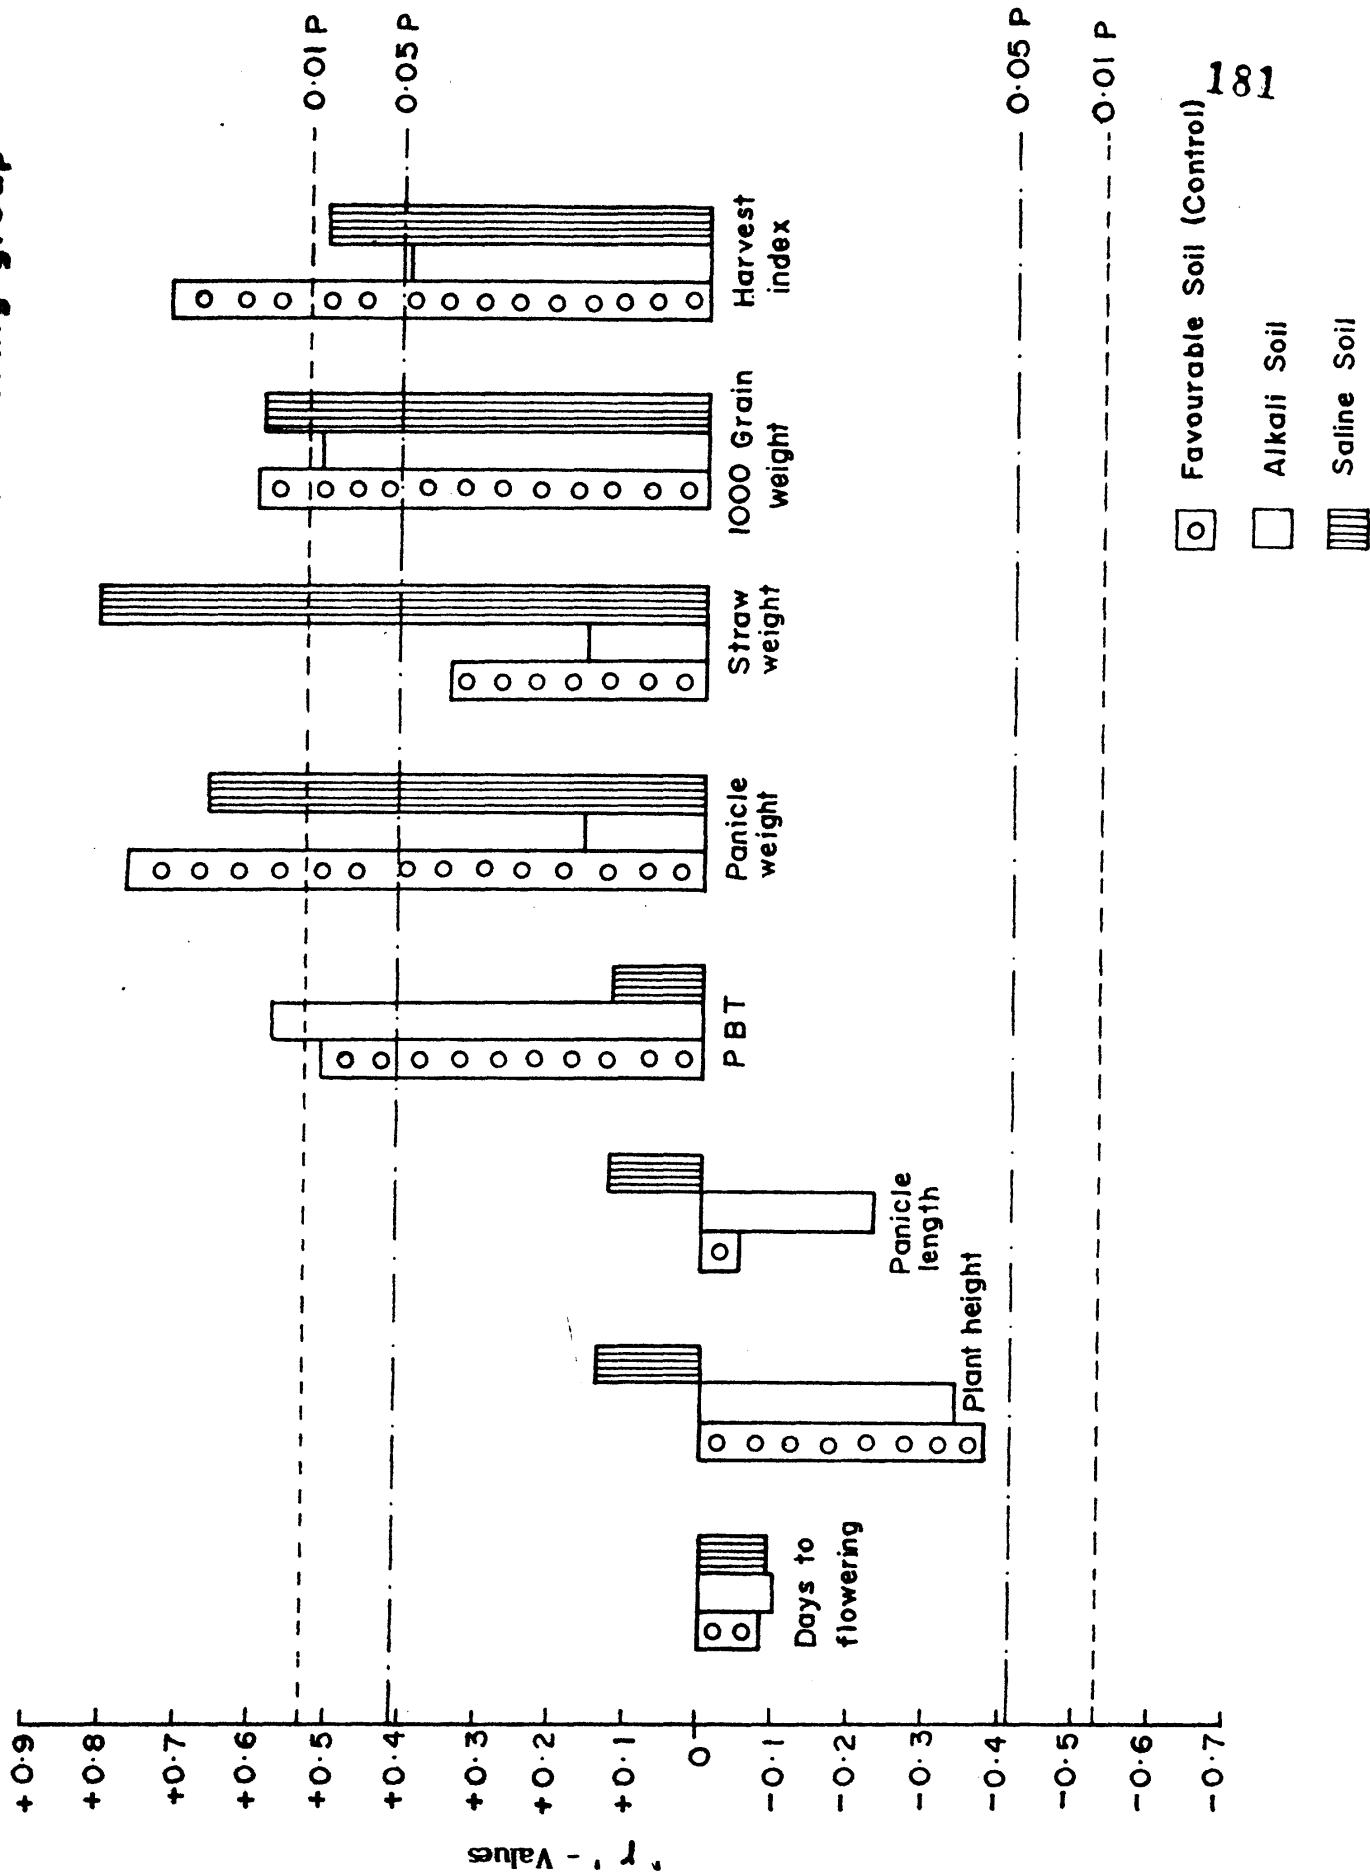 group
181
+0.9
+0.8
+0.7
+0.6
+0.5
+0.4
+0.3
+0.2
+0.1
0
-0.1
-0.2
-0.3
-0.4
-0.5
-0.6
-0.7
'r' - Values
0.01 P
0.05 P
0.05 P
0.01 P
Days to
flowering
Plant height
Panicle
length
PBT
Panicle
weight
Straw
weight
1000 Grain
weight
Harvest
index
Favourable Soil (Control)
Alkali Soil
Saline Soil